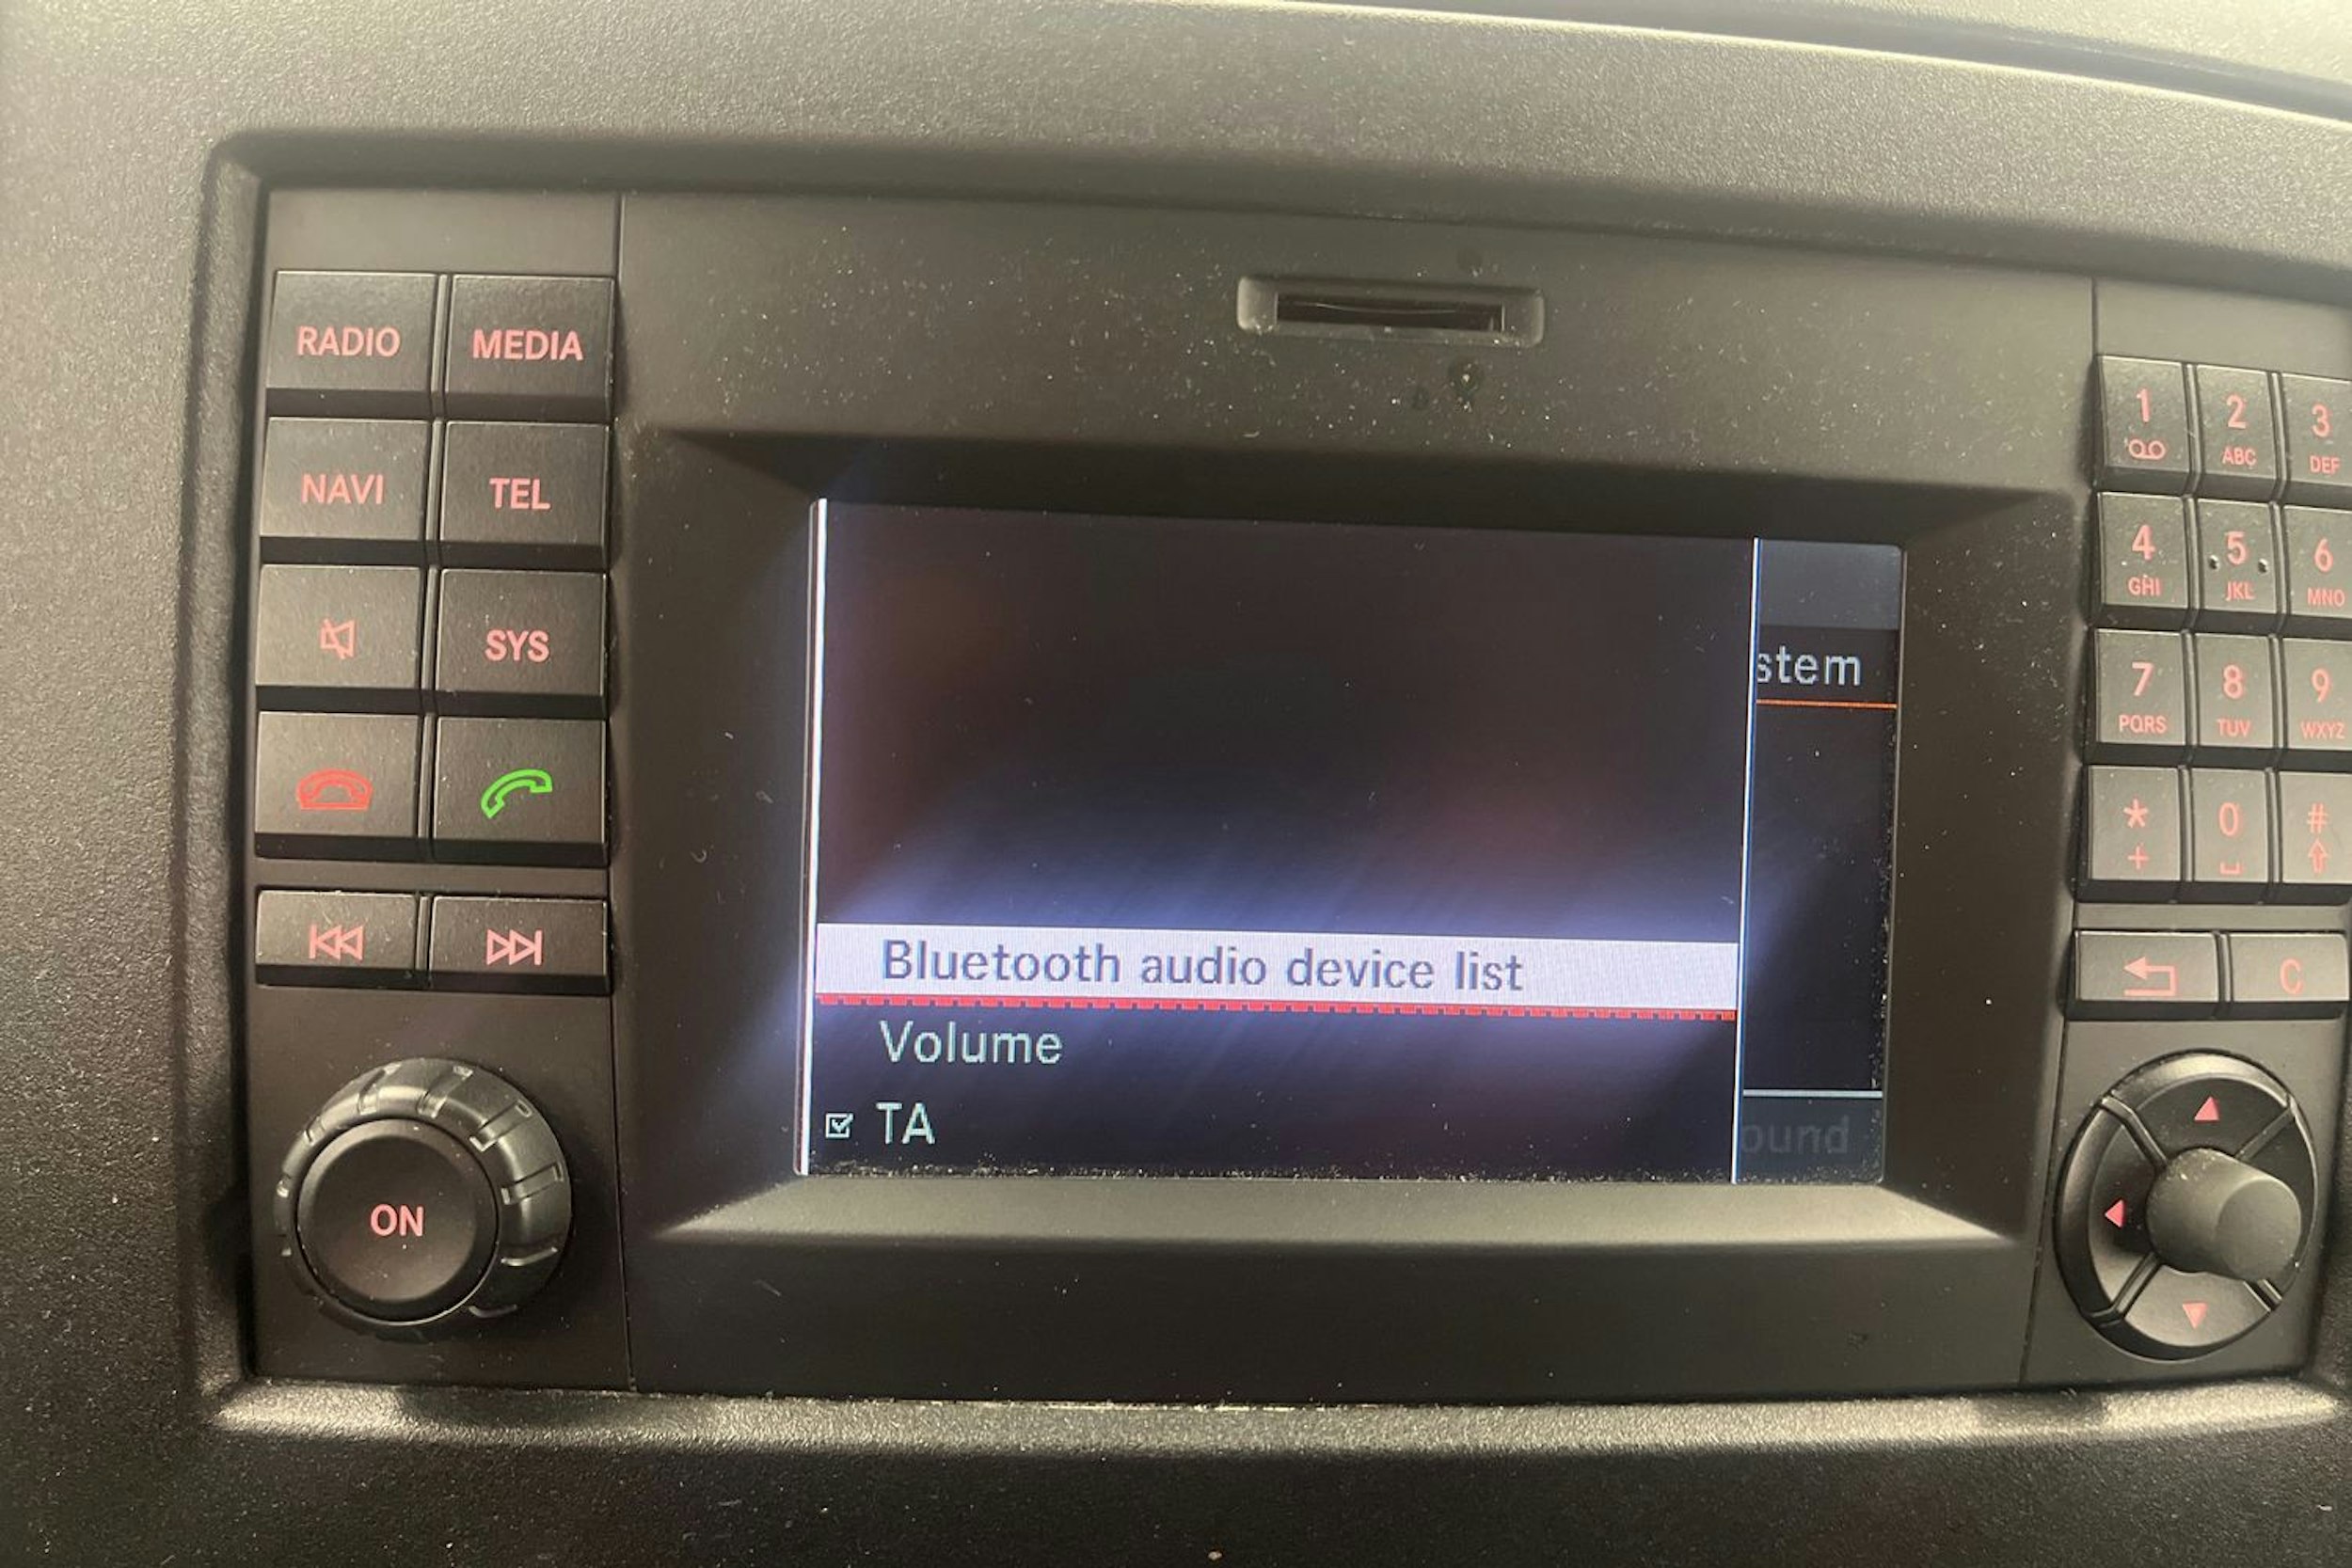 RADIO MEDIA
NAVI TEL
SYS
ON
stem
Bluetooth audio device list
Volume
TA
ound
1 2 3
ABC DEF
4 5 6
GHI JKL MNO
7 8 9
PQRS TUV WXYZ
* 0 #
+
C